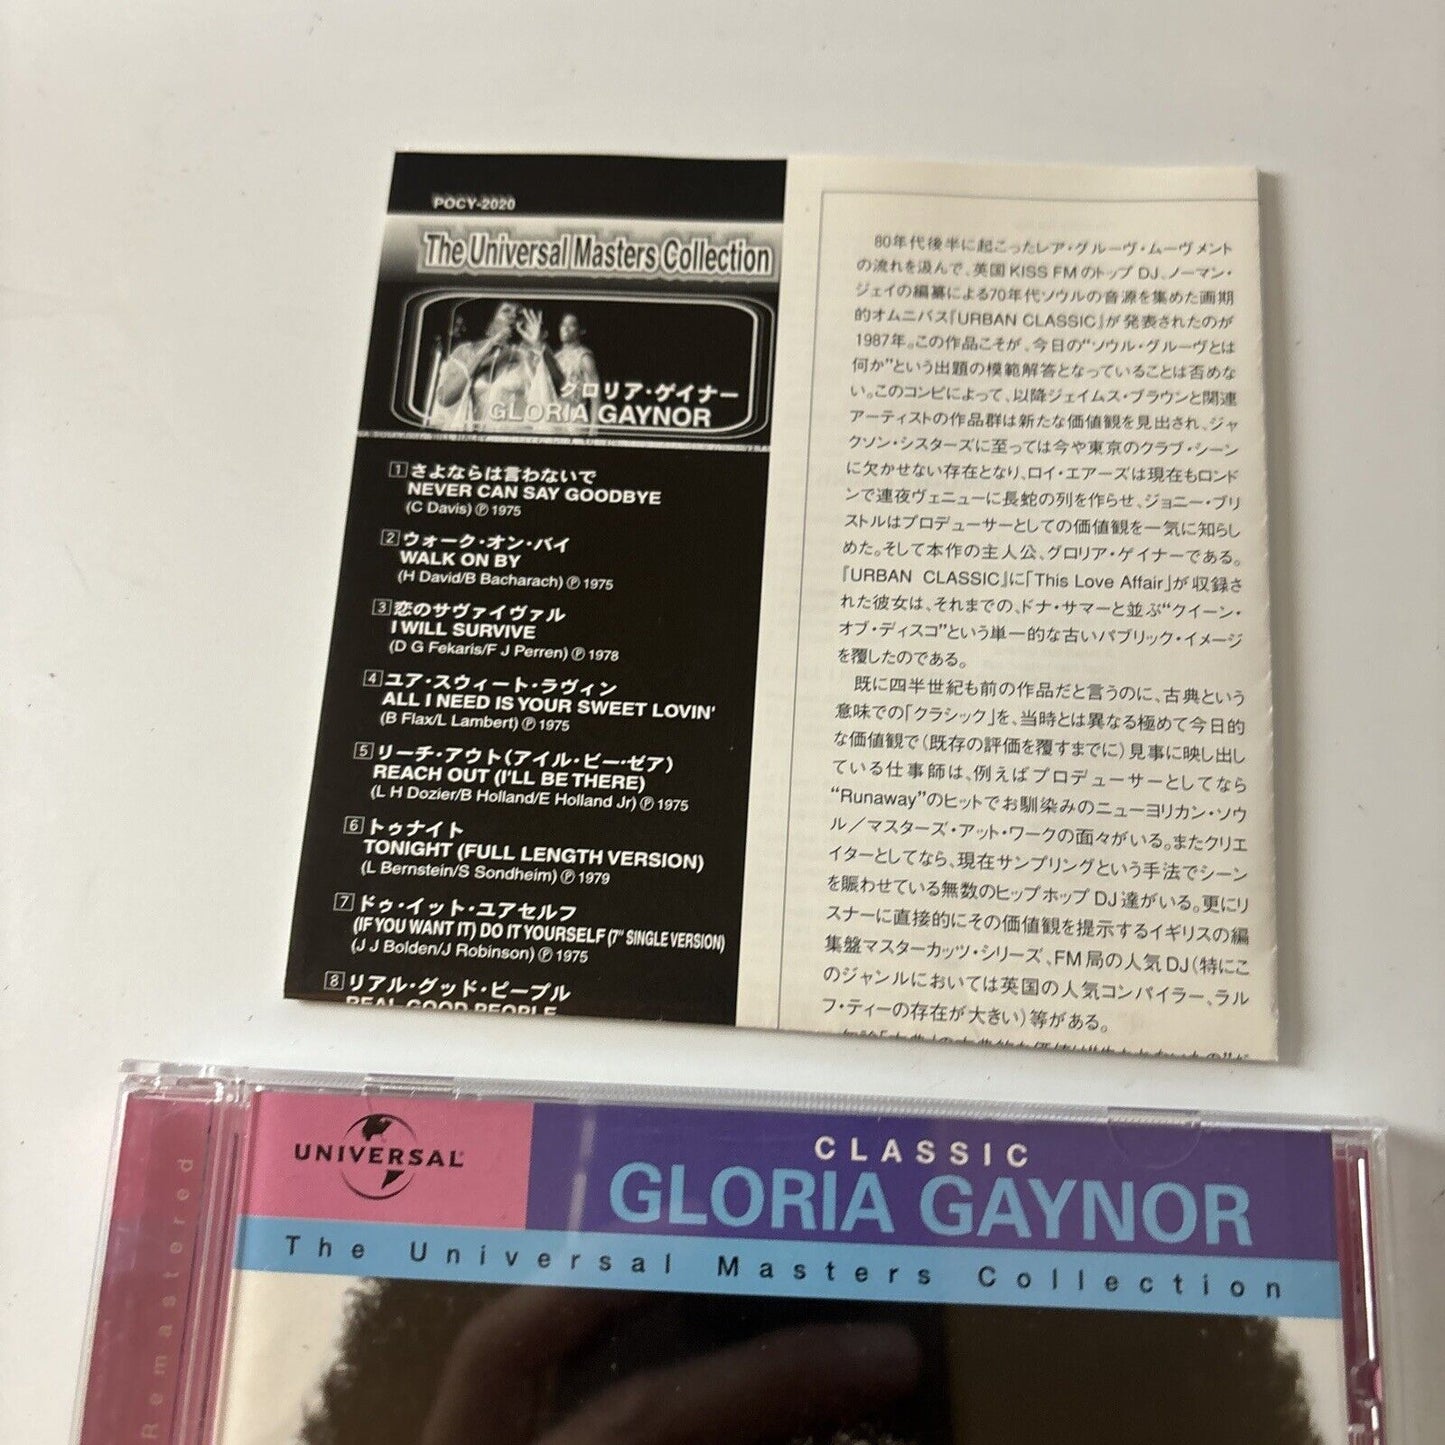 POCY-2020
The Universal Masters Collection
グロリア・ゲイナー
GLORIA GAYNOR
1 さよならは言わないで
NEVER CAN SAY GOODBYE
(C Davis) ℗ 1975
2 ウォーク・オン・バイ
WALK ON BY
(H David/B Bacharach) ℗ 1975
3 恋のサヴァイヴァル
I WILL SURVIVE
(D G Fekaris/F J Perren) ℗ 1978
4 ユア・スウィート・ラヴィン
ALL I NEED IS YOUR SWEET LOVIN'
(B Flax/L Lambert) ℗ 1975
5 リーチ・アウト(アイル・ビー・ゼア)
REACH OUT (I'LL BE THERE)
(L H Dozier/B Holland/E Holland Jr) ℗ 1975
6 トゥナイト
TONIGHT (FULL LENGTH VERSION)
(L Bernstein/S Sondheim) ℗ 1979
7 ドゥ・イット・ユアセルフ
(IF YOU WANT IT) DO IT YOURSELF (7" SINGLE VERSION)
(J J Bolden/J Robinson) ℗ 1975
8 リアル・グッド・ピープル
REAL GOOD PEOPLE
80年代後半に起こったレア・グルーヴ・ムーヴメント
の流れを汲んで、英国 KISS FM のトップ DJ、ノーマン・
ジェイの編纂による70年代ソウルの音源を集めた画期
的オムニバス『URBAN CLASSIC』が発表されたのが
1987年。この作品こそが、今日の“ソウル・グルーヴとは
何か”という出題の模範解答となっていることは否めな
い。このコンピによって、以降ジェイムス・ブラウンと関連
アーティストの作品群は新たな価値観を見出され、ジャ
クソン・シスターズに至っては今や東京のクラブ・シーン
に欠かせない存在となり、ロイ・エアーズは現在もロンド
ンで連夜ヴェニューに長蛇の列を作らせ、ジョニー・ブリ
ストルはプロデューサーとしての価値観を一気に知らし
めた。そして本作の主人公、グロリア・ゲイナーである。
『URBAN CLASSIC』に「This Love Affair」が収録さ
れた彼女は、それまでの、ドナ・サマーと並ぶ“クイーン・
オブ・ディスコ”という単一的な古いパブリック・イメージ
を覆したのである。
既に四半世紀も前の作品だと言うのに、古典という
意味での「クラシック」を、当時とは異なる極めて今日的
な価値観で(既存の評価を覆すまでに)見事に映し出し
ている仕事師は、例えばプロデューサーとしてなら
“Runaway”のヒットでお馴染みのニューヨリカン・ソウ
ル／マスターズ・アット・ワークの面々がいる。またクリエ
イターとしてなら、現在サンプリングという手法でシーン
を賑わせている無数のヒップホップ DJ 達がいる。更にリ
スナーに直接的にその価値観を提示するイギリスの編
集盤マスターカッツ・シリーズ、FM 局の人気 DJ (特にこ
のジャンルにおいては英国の人気コンパイラー、ラル
フ・ティーの存在が大きい)等がある。
UNIVERSAL
CLASSIC
GLORIA GAYNOR
The Universal Masters Collection
Remastered